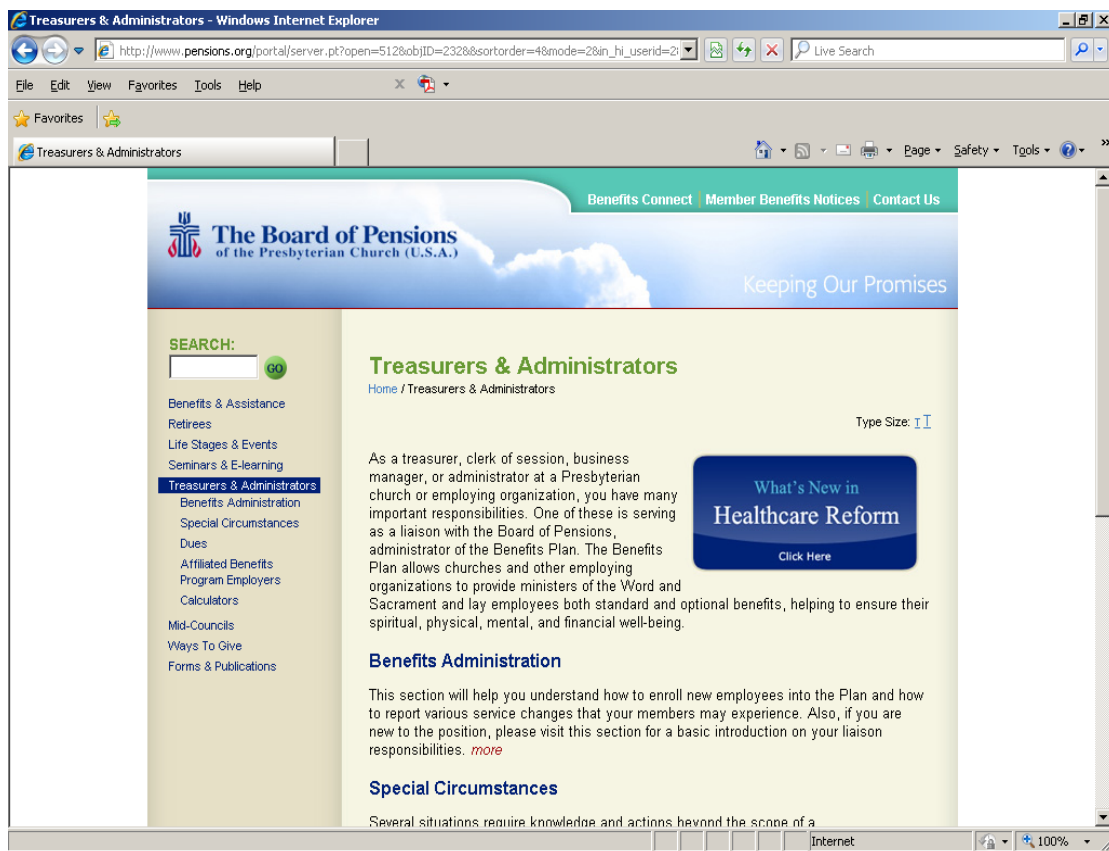 Treasurers & Administrators - Windows Internet Explorer
http://www.pensions.org/portal/server.pt?open=512&objID=232&&sortorder=4&mode=2&in_hi_userid=2
Live Search
File Edit View Favorites Tools Help
Favorites
Treasurers & Administrators
Page Safety Tools
Benefits Connect | Member Benefits Notices | Contact Us
The Board of Pensions
of the Presbyterian Church (U.S.A.)
Keeping Our Promises
SEARCH:
GO
Benefits & Assistance
Retirees
Life Stages & Events
Seminars & E-learning
Treasurers & Administrators
Benefits Administration
Special Circumstances
Dues
Affiliated Benefits
Program Employers
Calculators
Mid-Councils
Ways To Give
Forms & Publications
Treasurers & Administrators
Home / Treasurers & Administrators
Type Size: T T
As a treasurer, clerk of session, business
manager, or administrator at a Presbyterian
church or employing organization, you have many
important responsibilities. One of these is serving
as a liaison with the Board of Pensions,
administrator of the Benefits Plan. The Benefits
Plan allows churches and other employing
organizations to provide ministers of the Word and
Sacrament and lay employees both standard and optional benefits, helping to ensure their
spiritual, physical, mental, and financial well-being.
What's New in
Healthcare Reform
Click Here
Benefits Administration
This section will help you understand how to enroll new employees into the Plan and how
to report various service changes that your members may experience. Also, if you are
new to the position, please visit this section for a basic introduction on your liaison
responsibilities. more
Special Circumstances
Several situations require knowledge and actions beyond the scope of a
Internet
100%